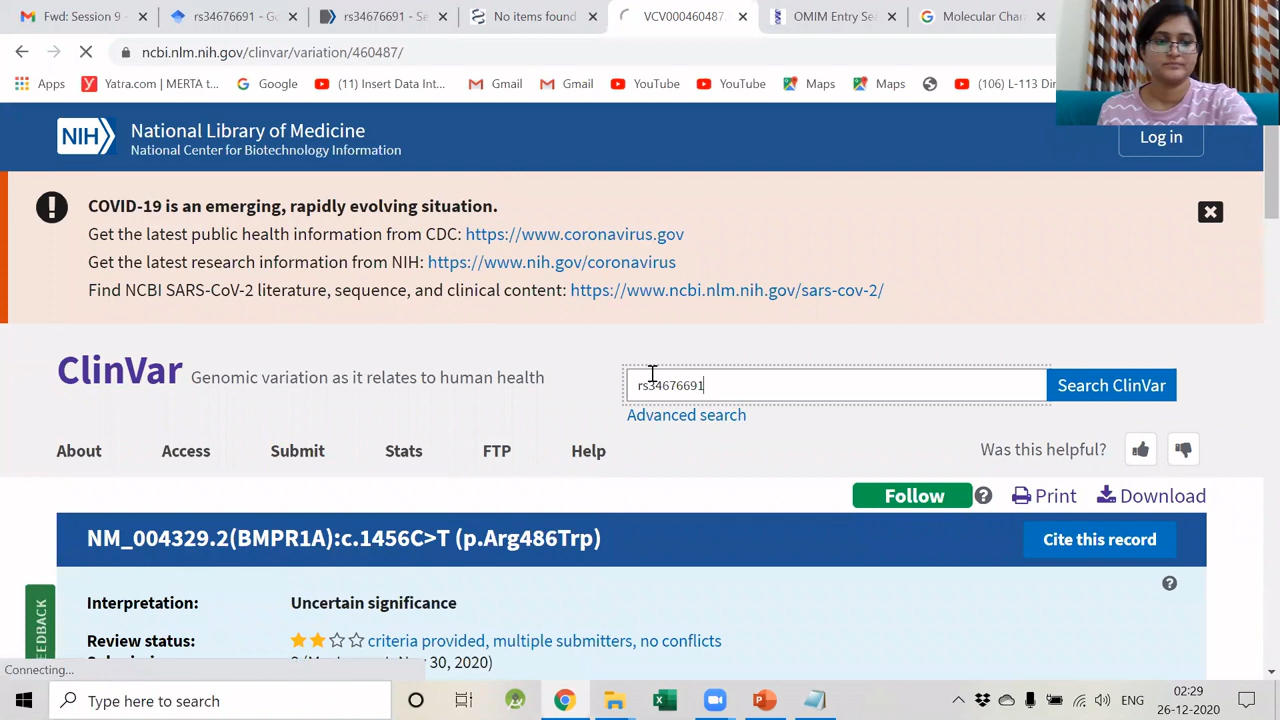 Fwd: Session - 1
rs34676691 - G
rs34676691 - Se
No items found
VCV000460487.
OMIM Entry Sea
Molecular Cha
ncbi.nlm.nih.gov/clinvar/variation/460487/
Apps
Yatra.com | MERTA t...
Google
(11) Insert Data Int...
Gmail
Gmail
YouTube
YouTube
Maps
Maps
(106) L-113 Di
NIH
National Library of Medicine
National Center for Biotechnology Information
Log in
COVID-19 is an emerging, rapidly evolving situation.
Get the latest public health information from CDC: https://www.coronavirus.gov
Get the latest research information from NIH: https://www.nih.gov/coronavirus
Find NCBI SARS-CoV-2 literature, sequence, and clinical content: https://www.ncbi.nlm.nih.gov/sars-cov-2/
ClinVar
Genomic variation as it relates to human health
rs34676691
Search ClinVar
Advanced search
About
Access
Submit
Stats
FTP
Help
Was this helpful?
Follow
Print
Download
NM_004329.2(BMPR1A):c.1456C>T (p.Arg486Trp)
Cite this record
Interpretation:
Uncertain significance
Review status:
criteria provided, multiple submitters, no conflicts
30, 2020)
FEEDBACK
Connecting...
Type here to search
ENG
02:29
26-12-2020